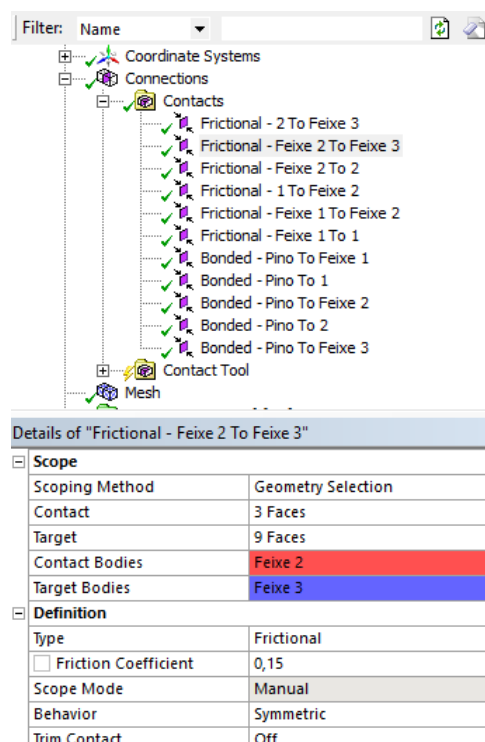 Filter: Name
Coordinate Systems
Connections
Contacts
Frictional - 2 To Feixe 3
Frictional - Feixe 2 To Feixe 3
Frictional - Feixe 2 To 2
Frictional - 1 To Feixe 2
Frictional - Feixe 1 To Feixe 2
Frictional - Feixe 1 To 1
Bonded - Pino To Feixe 1
Bonded - Pino To 1
Bonded - Pino To Feixe 2
Bonded - Pino To 2
Bonded - Pino To Feixe 3
Contact Tool
Mesh
Details of "Frictional - Feixe 2 To Feixe 3"
Scope
Scoping Method Geometry Selection
Contact 3 Faces
Target 9 Faces
Contact Bodies Feixe 2
Target Bodies Feixe 3
Definition
Type Frictional
Friction Coefficient 0,15
Scope Mode Manual
Behavior Symmetric
Trim Contact Off